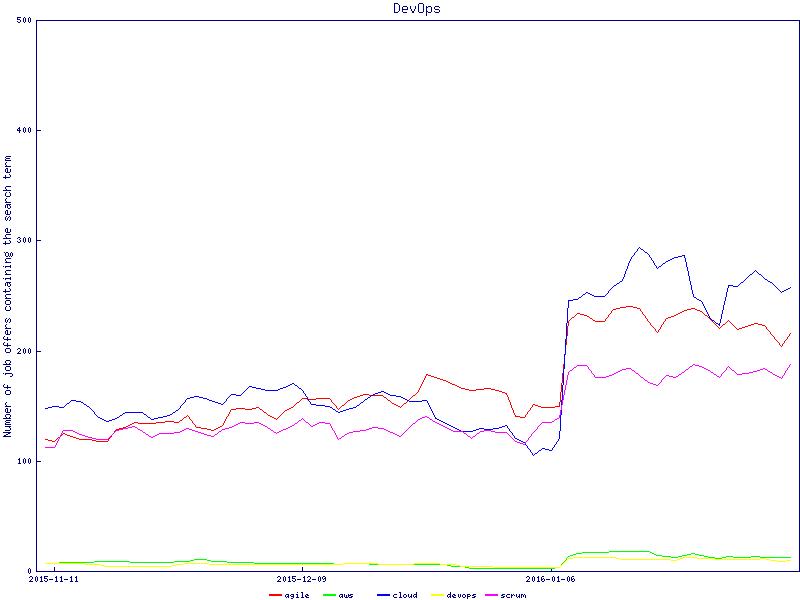 DevOps
Number of job offers containing the search term
500
400
300
200
100
0
2015-11-11 2015-12-09 2016-01-06
agile aws cloud devops scrum